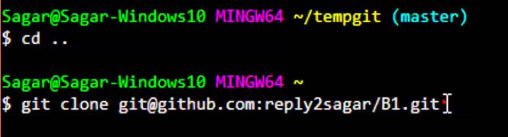 Sagar@Sagar-Windows10 MINGW64 ~/tempgit (master)
$ cd ..
Sagar@Sagar-Windows10 MINGW64 ~
$ git clone git@github.com:reply2sagar/B1.git